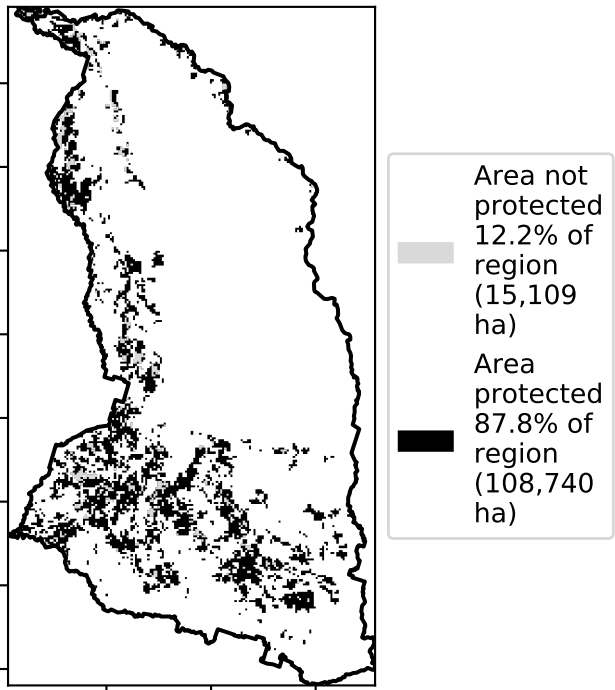 Area not
protected
12.2% of
region
(15,109
ha)
Area
protected
87.8% of
region
(108,740
ha)